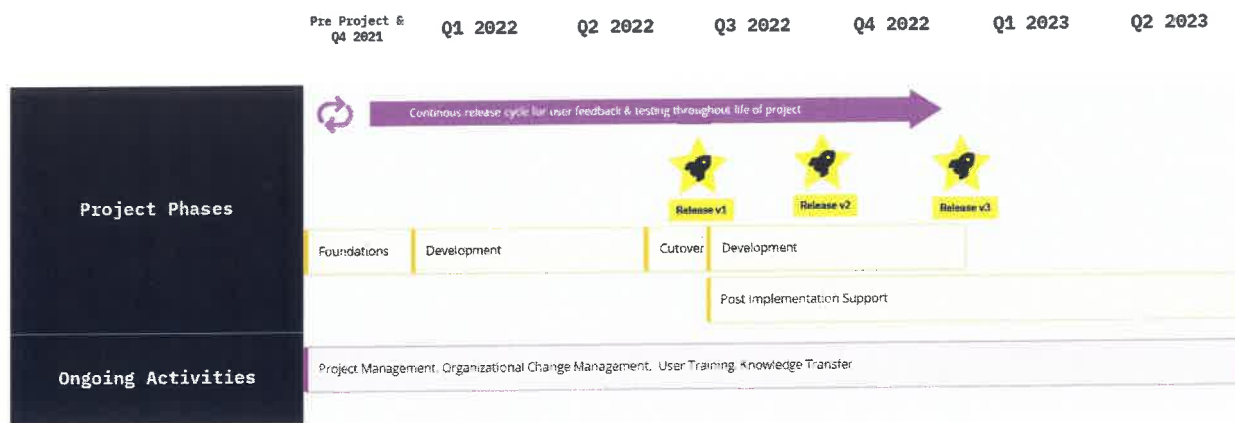 Pre Project &
Q4 2021
Q1 2022
Q2 2022
Q3 2022
Q4 2022
Q1 2023
Q2 2023
Continous release cycle for user feedback & testing throughout life of project
Project Phases
Release v1
Release v2
Release v3
Foundations
Development
Cutover
Development
Post Implementation Support
Ongoing Activities
Project Management, Organizational Change Management, User Training, Knowledge Transfer